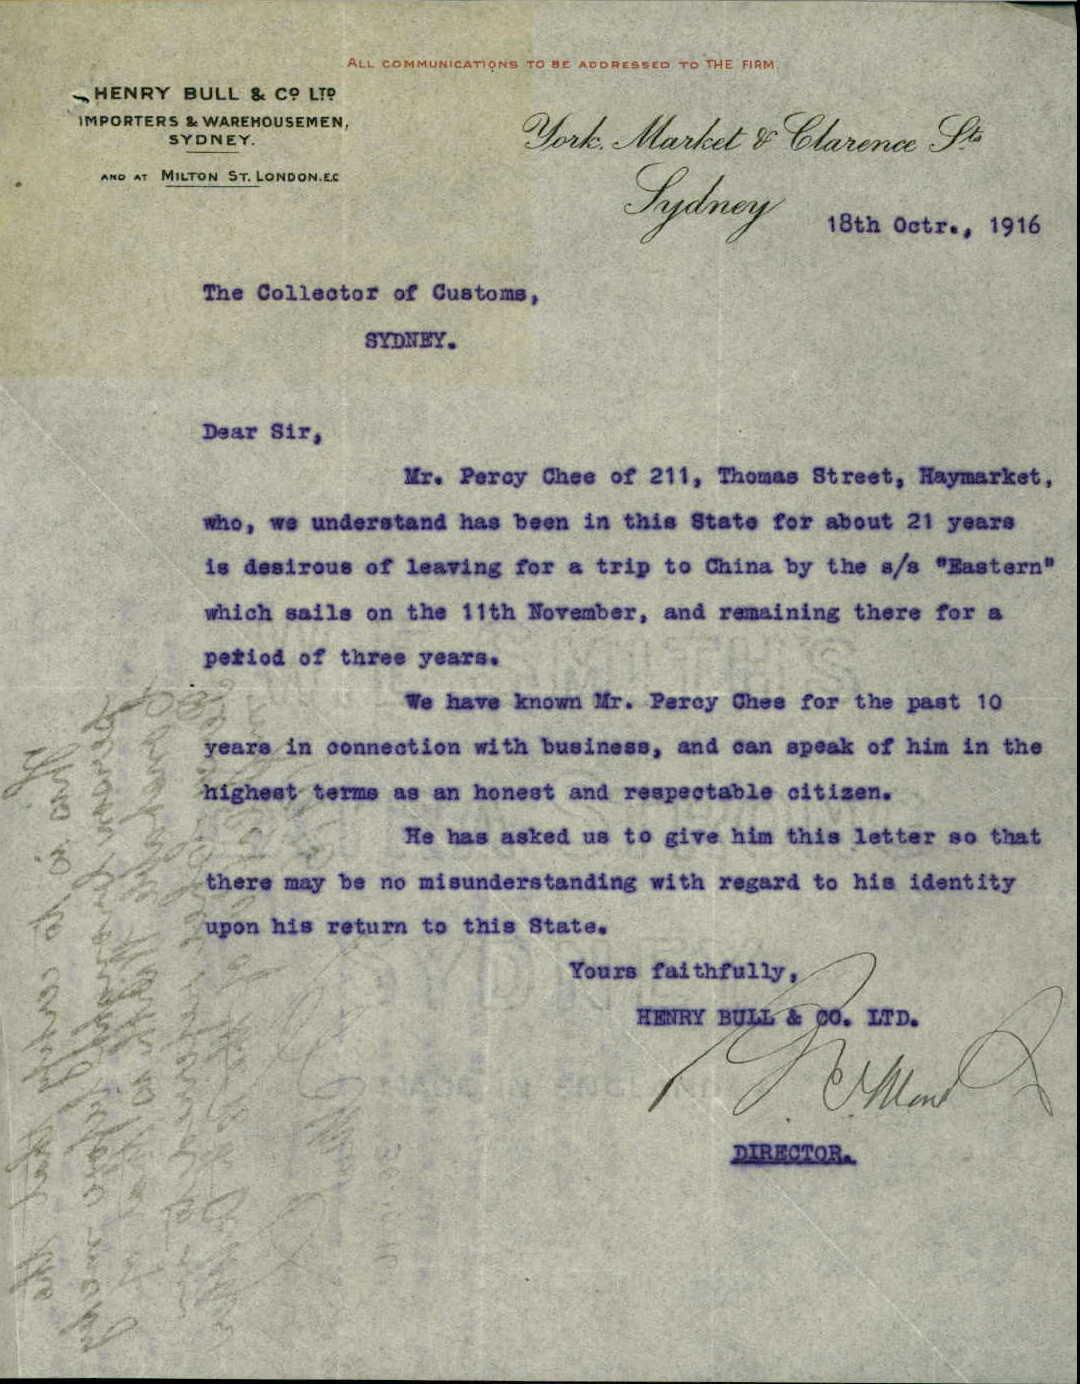 ALL COMMUNICATIONS TO BE ADDRESSED TO THE FIRM.
HENRY BULL & Co LTD
IMPORTERS & WAREHOUSEMEN,
SYDNEY.
AND AT MILTON ST. LONDON.E.C
York, Market & Clarence Sts
Sydney
18th Octr., 1916
The Collector of Customs,
SYDNEY.
Dear Sir,
Mr. Percy Chee of 211, Thomas Street, Haymarket,
who, we understand has been in this State for about 21 years
is desirous of leaving for a trip to China by the s/s "Eastern"
which sails on the 11th November, and remaining there for a
period of three years.
We have known Mr. Percy Chee for the past 10
years in connection with business, and can speak of him in the
highest terms as an honest and respectable citizen.
He has asked us to give him this letter so that
there may be no misunderstanding with regard to his identity
upon his return to this State.
Yours faithfully,
HENRY BULL & CO. LTD.
DIRECTOR.